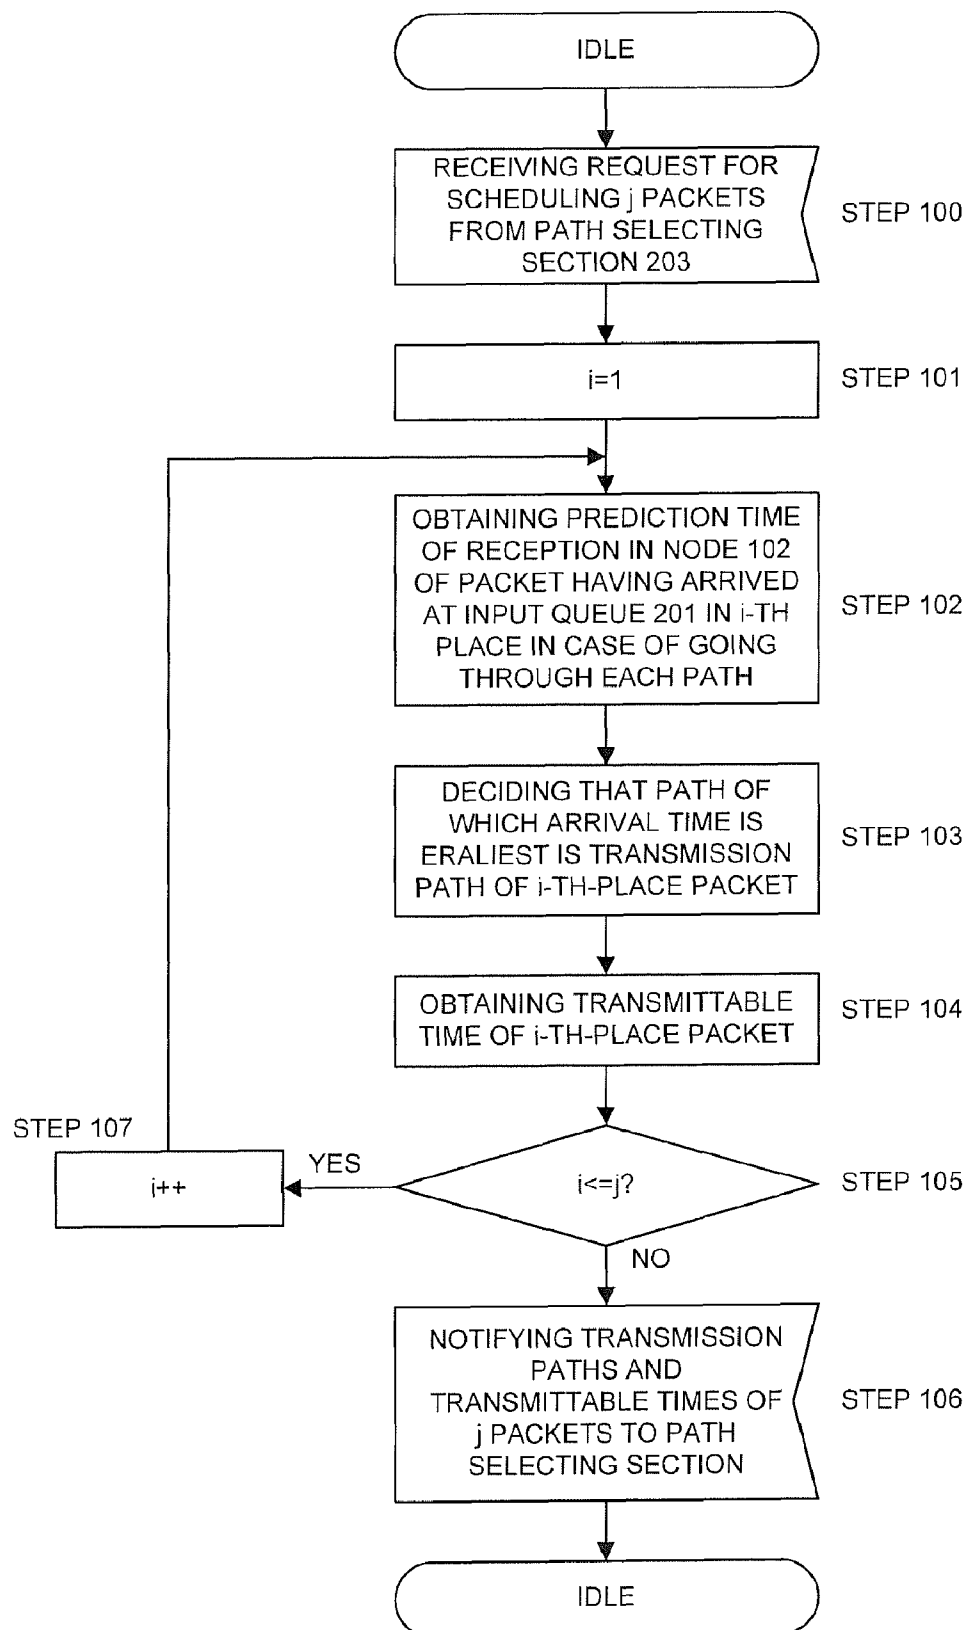 IDLE
RECEIVING REQUEST FOR
SCHEDULING j PACKETS
FROM PATH SELECTING
SECTION 203
STEP 100
i=1
STEP 101
OBTAINING PREDICTION TIME
OF RECEPTION IN NODE 102
OF PACKET HAVING ARRIVED
AT INPUT QUEUE 201 IN i-TH
PLACE IN CASE OF GOING
THROUGH EACH PATH
STEP 102
DECIDING THAT PATH OF
WHICH ARRIVAL TIME IS
ERALIEST IS TRANSMISSION
PATH OF i-TH-PLACE PACKET
STEP 103
OBTAINING TRANSMITTABLE
TIME OF i-TH-PLACE PACKET
STEP 104
STEP 107
i++
YES
i<=j?
STEP 105
NO
NOTIFYING TRANSMISSION
PATHS AND
TRANSMITTABLE TIMES OF
j PACKETS TO PATH
SELECTING SECTION
STEP 106
IDLE